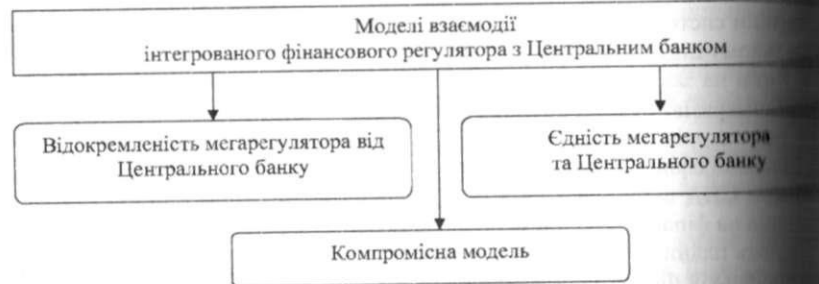 Моделі взаємодії
інтегрованого фінансового регулятора з Центральним банком
Відокремленість мегарегулятора від
Центрального банку
Єдність мегарегулятора
та Центрального банку
Компромісна модель